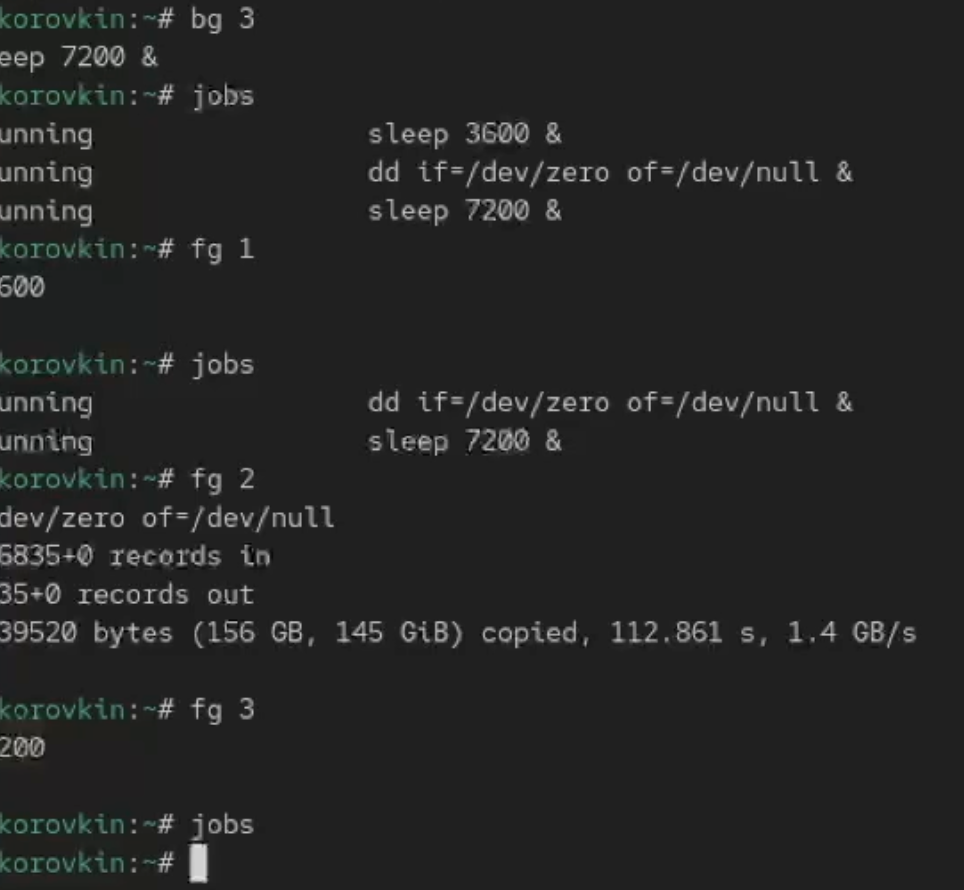 korovkin:~# bg 3
eep 7200 &
korovkin:~# jobs
unning sleep 3600 &
unning dd if=/dev/zero of=/dev/null &
unning sleep 7200 &
korovkin:~# fg 1
600
korovkin:~# jobs
unning dd if=/dev/zero of=/dev/null &
unning sleep 7200 &
korovkin:~# fg 2
dev/zero of=/dev/null
6835+0 records in
35+0 records out
39520 bytes (156 GB, 145 GiB) copied, 112.861 s, 1.4 GB/s
korovkin:~# fg 3
200
korovkin:~# jobs
korovkin:~#